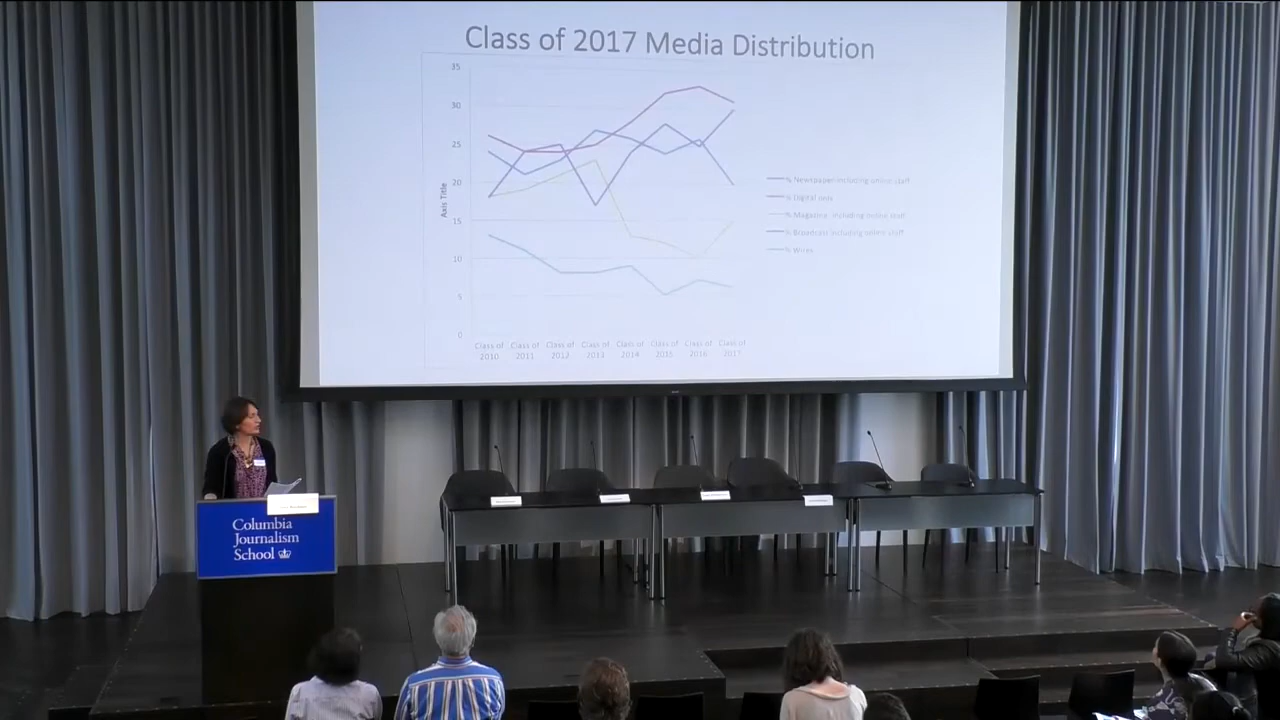 Class of 2017 Media Distribution
35
30
25
20
15
10
5
0
Axis Title
Class of 2010
Class of 2011
Class of 2012
Class of 2013
Class of 2014
Class of 2015
Class of 2016
Class of 2017
% Newspaper including online staff
% Digital only
% Magazine including online staff
% Broadcast including online staff
% Wires
Columbia
Journalism
School